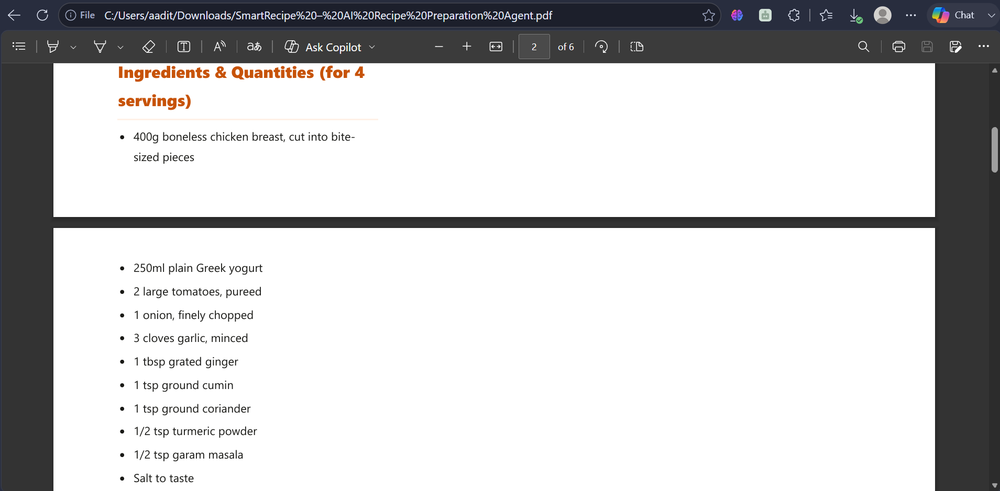 File C:/Users/aadit/Downloads/SmartRecipe%20–%20AI%20Recipe%20Preparation%20Agent.pdf
Chat
aあ
Ask Copilot
2 of 6
Ingredients & Quantities (for 4
servings)
• 400g boneless chicken breast, cut into bite-
sized pieces
• 250ml plain Greek yogurt
• 2 large tomatoes, pureed
• 1 onion, finely chopped
• 3 cloves garlic, minced
• 1 tbsp grated ginger
• 1 tsp ground cumin
• 1 tsp ground coriander
• 1/2 tsp turmeric powder
• 1/2 tsp garam masala
• Salt to taste